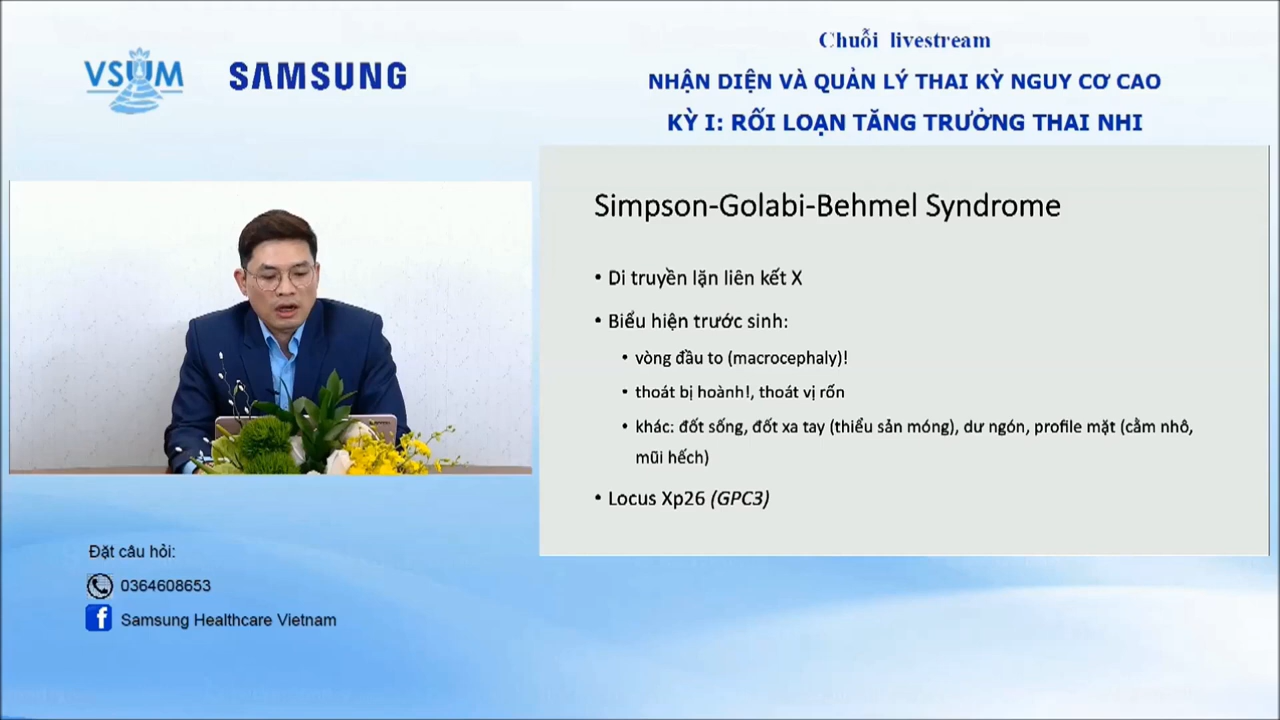 VSUM
SAMSUNG
Chuỗi livestream
NHẬN DIỆN VÀ QUẢN LÝ THAI KỲ NGUY CƠ CAO
KỲ I: RỐI LOẠN TĂNG TRƯỞNG THAI NHI
Simpson-Golabi-Behmel Syndrome
• Di truyền lặn liên kết X
• Biểu hiện trước sinh:
• vòng đầu to (macrocephaly)!
• thoát bị hoành!, thoát vị rốn
• khác: đốt sống, đốt xa tay (thiểu sản móng), dư ngón, profile mặt (cằm nhô,
mũi hếch)
• Locus Xp26 (GPC3)
Đặt câu hỏi:
0364608653
Samsung Healthcare Vietnam